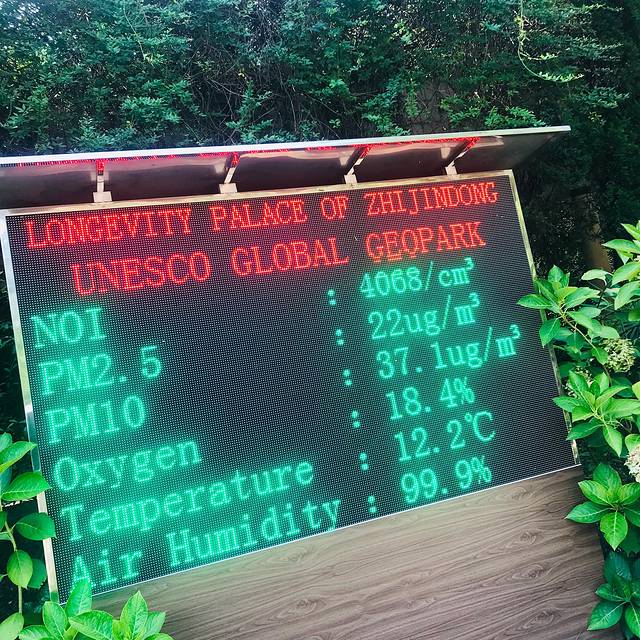 LONGEVITY PALACE OF ZHIJINDONG
UNESCO GLOBAL GEOPARK
NOI : 4068/cm³
PM2.5 : 22ug/m³
PM10 : 37.1ug/m³
Oxygen : 18.4%
Temperature : 12.2℃
Air Humidity : 99.9%